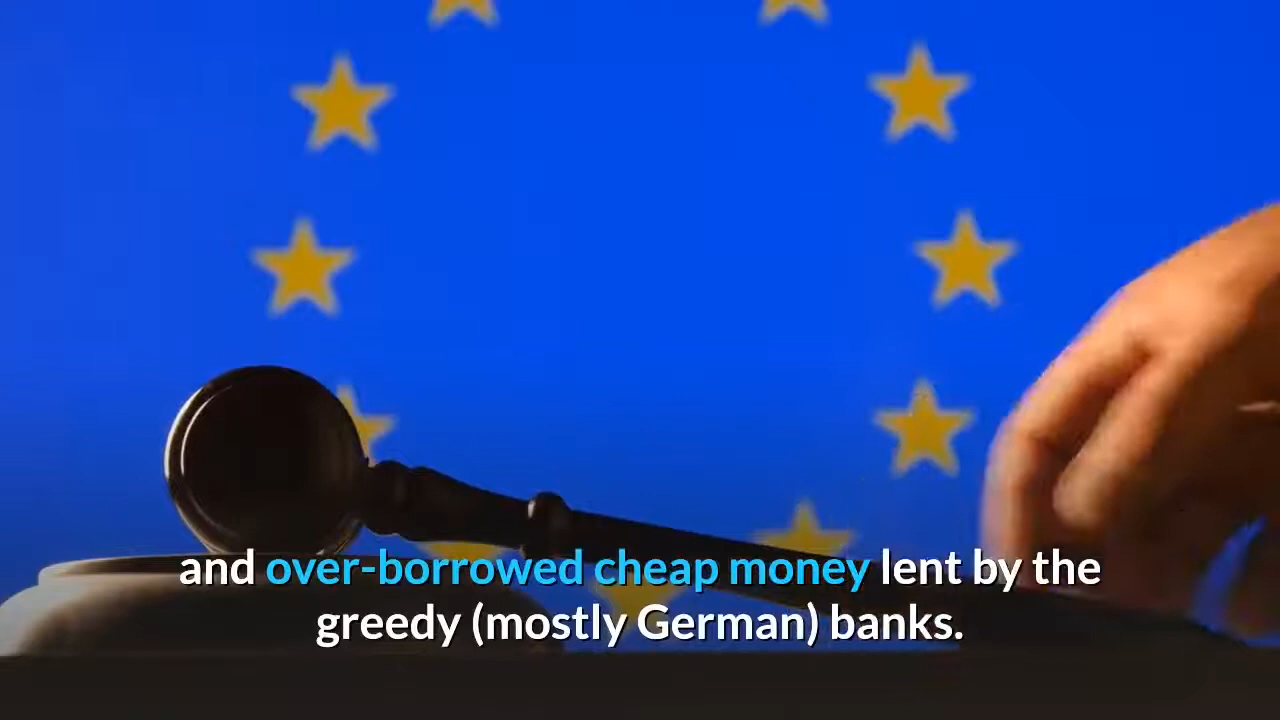 and over-borrowed cheap money lent by the
greedy (mostly German) banks.